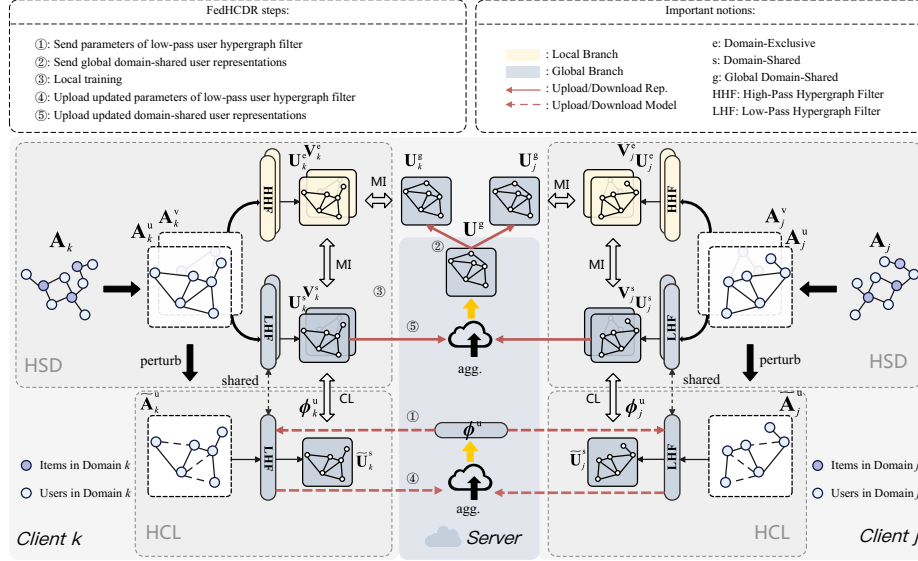 FedHCDR steps:
①: Send parameters of low-pass user hypergraph filter
②: Send global domain-shared user representations
③: Local training
④: Upload updated parameters of low-pass user hypergraph filter
⑤: Upload updated domain-shared user representations
Important notions:
: Local Branch
: Global Branch
: Upload/Download Rep.
: Upload/Download Model
e: Domain-Exclusive
s: Domain-Shared
g: Global Domain-Shared
HHF: High-Pass Hypergraph Filter
LHF: Low-Pass Hypergraph Filter
A_k
A_k^u A_k^v
HHF
U_k^e V_k^e
MI
U_k^g
U_j^g
MI
V_j^e U_j^e
HHF
A_j^v
A_j^u
A_j
U^g
②
MI
MI
③
LHF
U_k^s V_k^s
⑤
agg.
V_j^s U_j^s
LHF
HSD
perturb
shared
CL
ϕ_k^u
CL
ϕ_j^u
shared
perturb
HSD
Ã_k^u
①
ϕ^u
Ã_j^u
LHF
Ũ_k^s
④
agg.
Ũ_j^s
LHF
Items in Domain k
Users in Domain k
Items in Domain j
Users in Domain j
HCL
HCL
Client k
Server
Client j